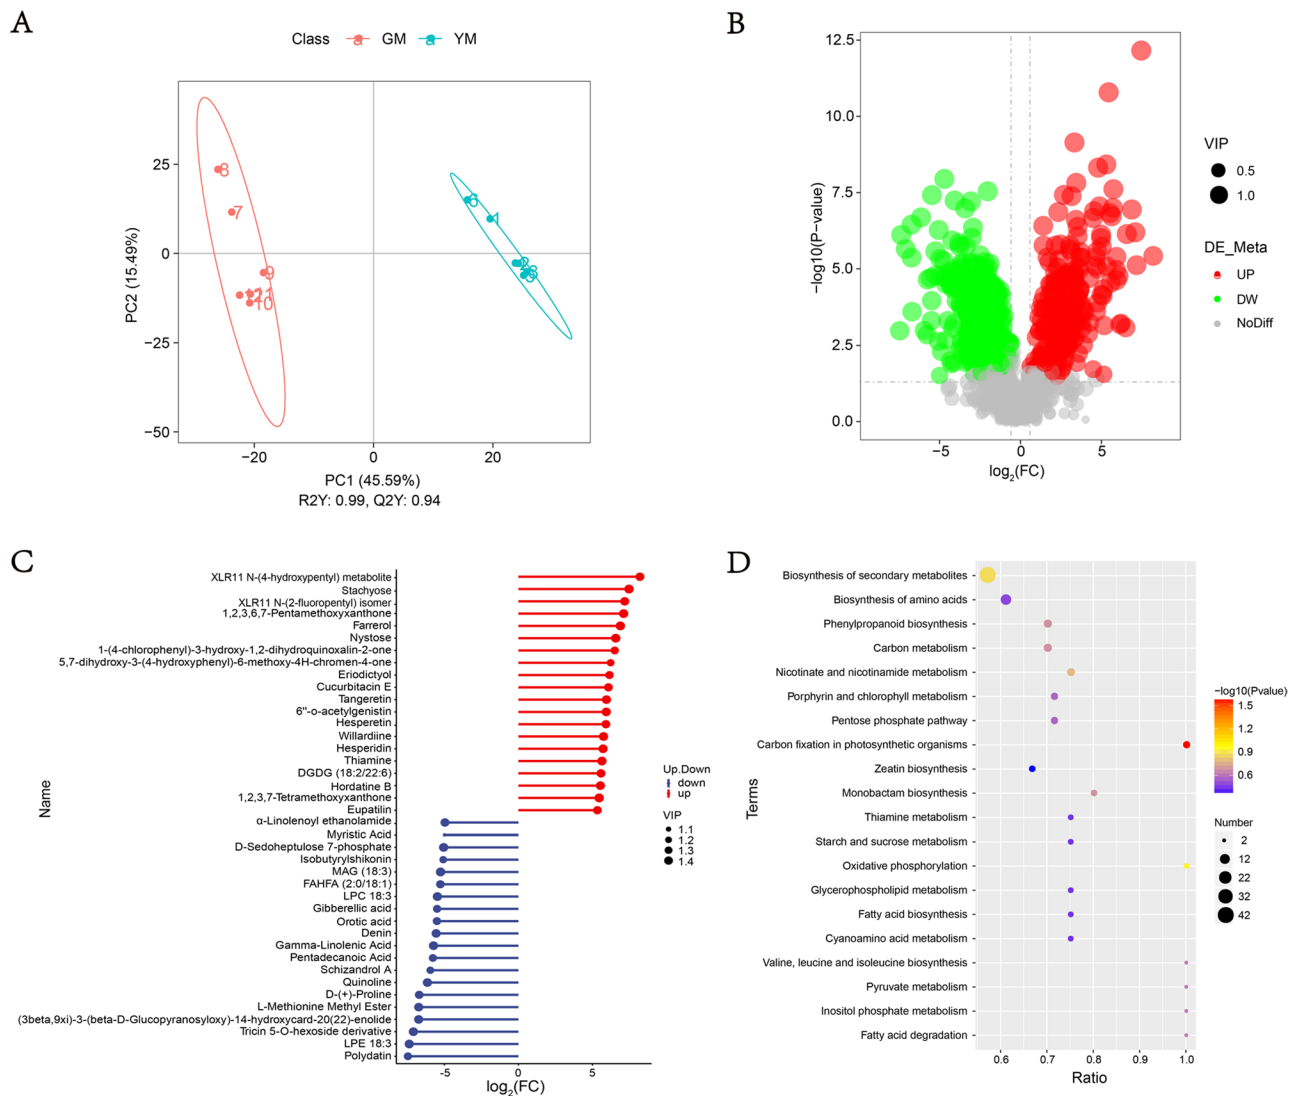 A
Class GM YM
25
0
−25
−50
PC2 (15.49%)
8
7
9
10
6
−20 0 20
PC1 (45.59%)
R2Y: 0.99, Q2Y: 0.94
B
12.5
10.0
7.5
5.0
2.5
0.0
−log10(P−value)
−5 0 5
log2(FC)
VIP
0.5
1.0
DE_Meta
UP
DW
NoDiff
C
Name
XLR11 N-(4-hydroxypentyl) metabolite
Stachyose
XLR11 N-(2-fluoropentyl) isomer
1,2,3,6,7-Pentamethoxyxanthone
Farrerol
Nystose
1-(4-chlorophenyl)-3-hydroxy-1,2-dihydroquinoxalin-2-one
5,7-dihydroxy-3-(4-hydroxyphenyl)-6-methoxy-4H-chromen-4-one
Eriodictyol
Cucurbitacin E
Tangeretin
6''-o-acetylgenistin
Hesperetin
Willardiine
Hesperidin
Thiamine
DGDG (18:2/22:6)
Hordatine B
1,2,3,7-Tetramethoxyxanthone
Eupatilin
α-Linolenoyl ethanolamide
Myristic Acid
D-Sedoheptulose 7-phosphate
Isobutyrylshikonin
MAG (18:3)
FAHFA (2:0/18:1)
LPC 18:3
Gibberellic acid
Orotic acid
Denin
Gamma-Linolenic Acid
Pentadecanoic Acid
Schizandrol A
Quinoline
D-(+)-Proline
L-Methionine Methyl Ester
(3beta,9xi)-3-(beta-D-Glucopyranosyloxy)-14-hydroxycard-20(22)-enolide
Tricin 5-O-hexoside derivative
LPE 18:3
Polydatin
-5 0 5
log2(FC)
Up.Down
down
up
VIP
1.1
1.2
1.3
1.4
D
Terms
Biosynthesis of secondary metabolites
Biosynthesis of amino acids
Phenylpropanoid biosynthesis
Carbon metabolism
Nicotinate and nicotinamide metabolism
Porphyrin and chlorophyll metabolism
Pentose phosphate pathway
Carbon fixation in photosynthetic organisms
Zeatin biosynthesis
Monobactam biosynthesis
Thiamine metabolism
Starch and sucrose metabolism
Oxidative phosphorylation
Glycerophospholipid metabolism
Fatty acid biosynthesis
Cyanoamino acid metabolism
Valine, leucine and isoleucine biosynthesis
Pyruvate metabolism
Inositol phosphate metabolism
Fatty acid degradation
0.6 0.7 0.8 0.9 1.0
Ratio
−log10(Pvalue)
1.5
1.2
0.9
0.6
Number
2
12
22
32
42